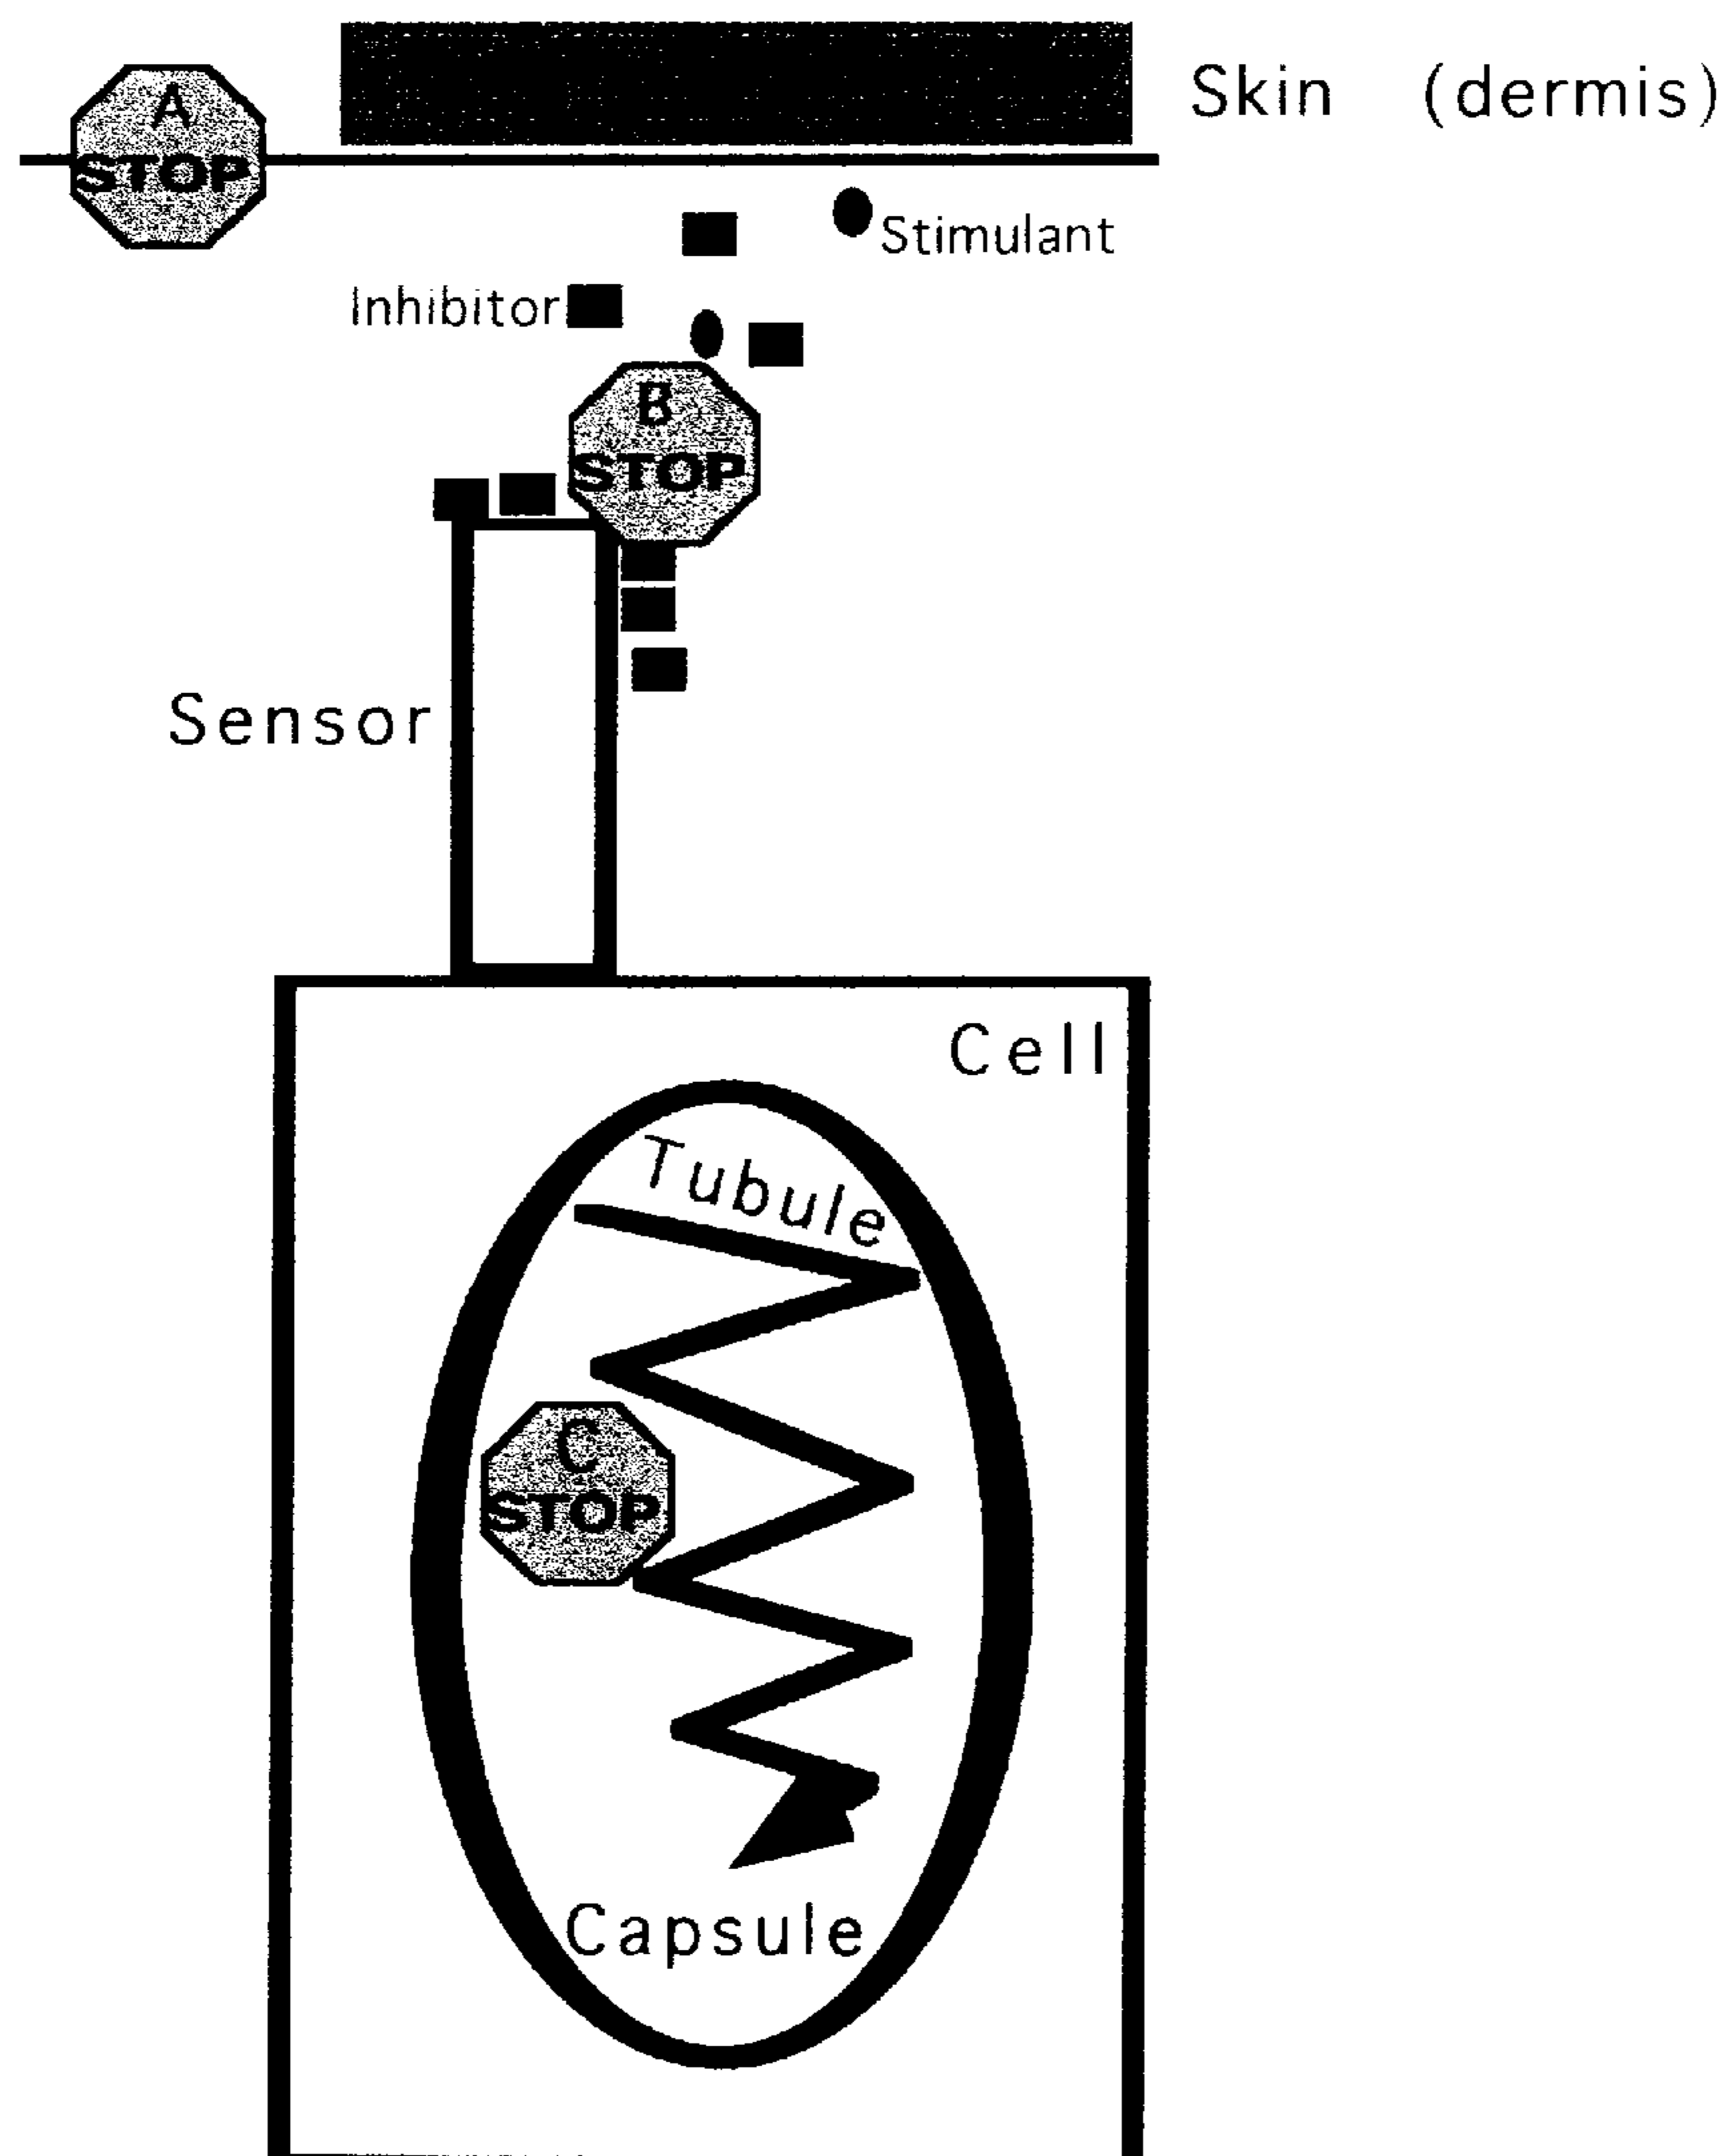 A
STOP
Skin (dermis)
Stimulant
Inhibitor
B
STOP
Sensor
Cell
Tubule
C
STOP
Capsule